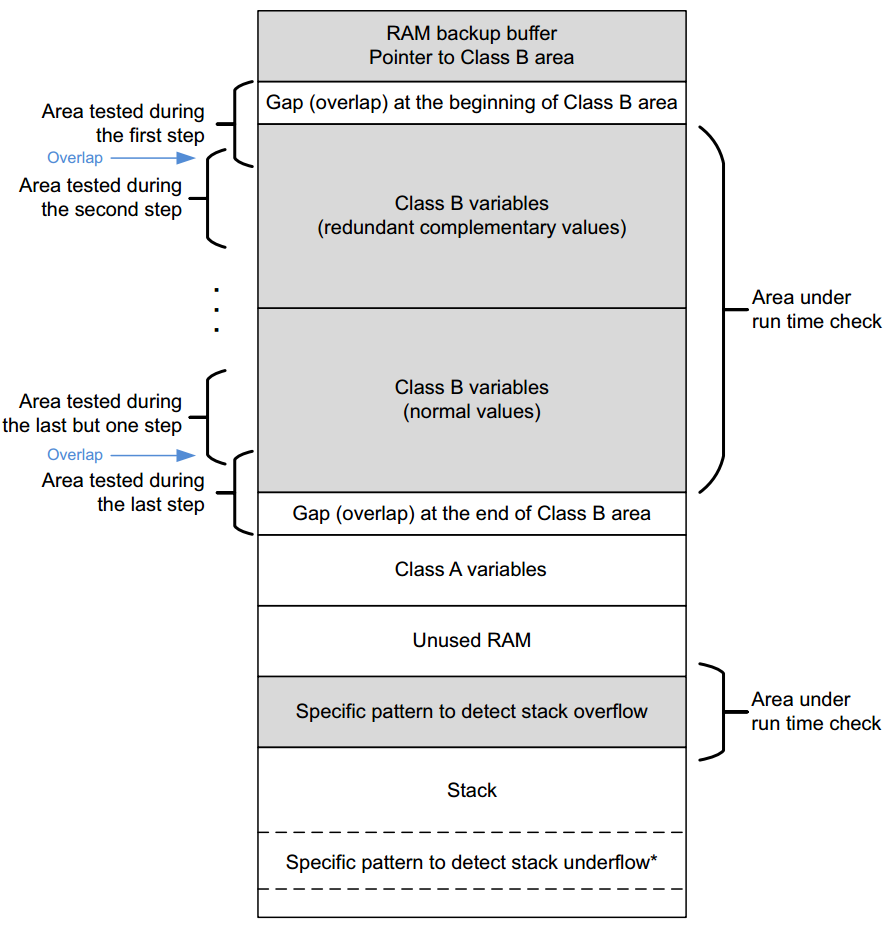 RAM backup buffer
Pointer to Class B area
Gap (overlap) at the beginning of Class B area
Area tested during
the first step
Overlap
Area tested during
the second step
Class B variables
(redundant complementary values)
Area under
run time check
Class B variables
(normal values)
Area tested during
the last but one step
Overlap
Area tested during
the last step
Gap (overlap) at the end of Class B area
Class A variables
Unused RAM
Specific pattern to detect stack overflow
Area under
run time check
Stack
Specific pattern to detect stack underflow*